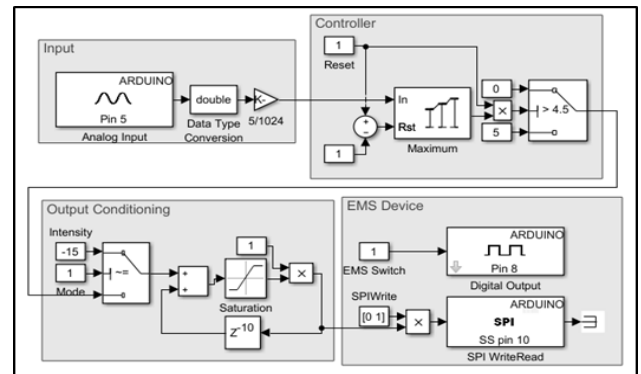 Input
ARDUINO
Pin 5
Analog Input
double
Data Type
Conversion
K-
5/1024
Controller
1
Reset
+
−
1
In
Rst
Maximum
0
×
5
> 4.5
Output Conditioning
Intensity
-15
1
Mode
~=
+
+
Saturation
1
×
Z-10
EMS Device
1
EMS Switch
ARDUINO
Pin 8
Digital Output
SPIWrite
[0 1]
×
ARDUINO
SPI
SS pin 10
SPI WriteRead